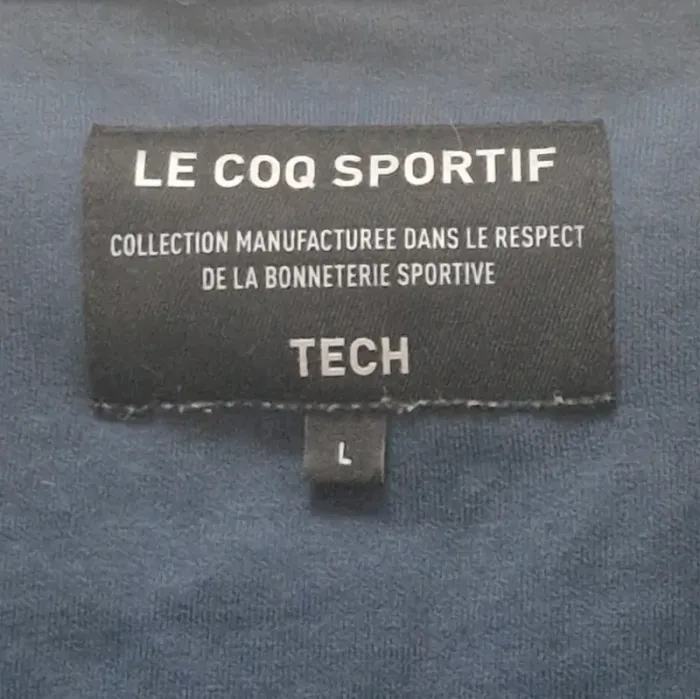 LE COQ SPORTIF
COLLECTION MANUFACTUREE DANS LE RESPECT
DE LA BONNETERIE SPORTIVE
TECH
L